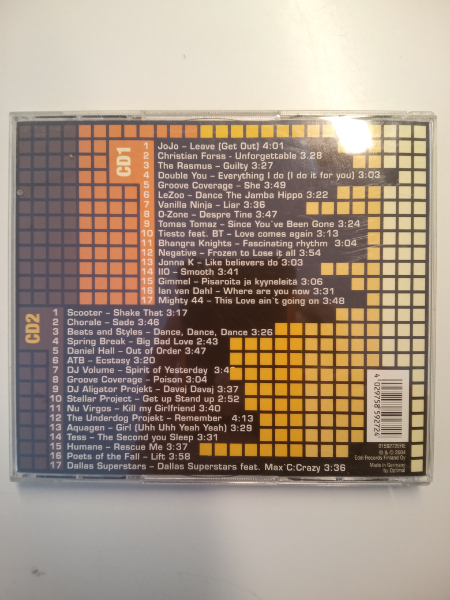 CD1
1 JoJo – Leave (Get Out) 4:01
2 Christian Forss - Unforgettable 3.28
3 The Rasmus – Guilty 3:27
4 Double You – Everything I do (I do it for you) 3:03
5 Groove Coverage – She 3:49
6 LeZoo – Dance The Jamba Hippo 3:22
7 Vanilla Ninja – Liar 3:36
8 O-Zone – Despre Tine 3:47
9 Tomas Tomaz – Since You've Been Gone 3:24
10 Tiesto feat. BT – Love comes again 3:13
11 Bhangra Knights – Fascinating rhythm 3:04
12 Negative – Frozen to Lose it all 3:54
13 Jonna K – Like believers do 3:03
14 IIO – Smooth 3:41
15 Gimmel – Pisaroita ja kyyneleita 3:06
16 Ian van Dahl – Where are you now 3:31
17 Mighty 44 – This Love ain`t going on 3:48
CD2
1 Scooter – Shake That 3:17
2 Chorale – Sade 3:46
3 Beats and Styles – Dance, Dance, Dance 3:26
4 Spring Break – Big Bad Love 2:43
5 Daniel Hall – Out of Order 3:47
6 ATB – Ecstasy 3:20
7 DJ Volume – Spirit of Yesterday
8 Groove Coverage – Poison 3:04
9 DJ Aligator Projekt – Davaj Davaj 3:37
10 Stellar Project – Get up Stand up 2:52
11 Nu Virgos – Kill my Girlfriend 3:40
12 The Underdog Projekt – Remember 4:13
13 Aquagen – Girl (Uhh Uhh Yeah Yeah) 3:29
14 Tess – The Second you Sleep 3:31
15 Humane – Rescue Me 3:37
16 Poets of the Fall – Lift 3:58
17 Dallas Superstars – Dallas Superstars feat. Max`C:Crazy 3:36
4 029758 592724
0159272ERE
℗ & © 2004
Edel Records Finland Oy
Made in Germany
by Optimal